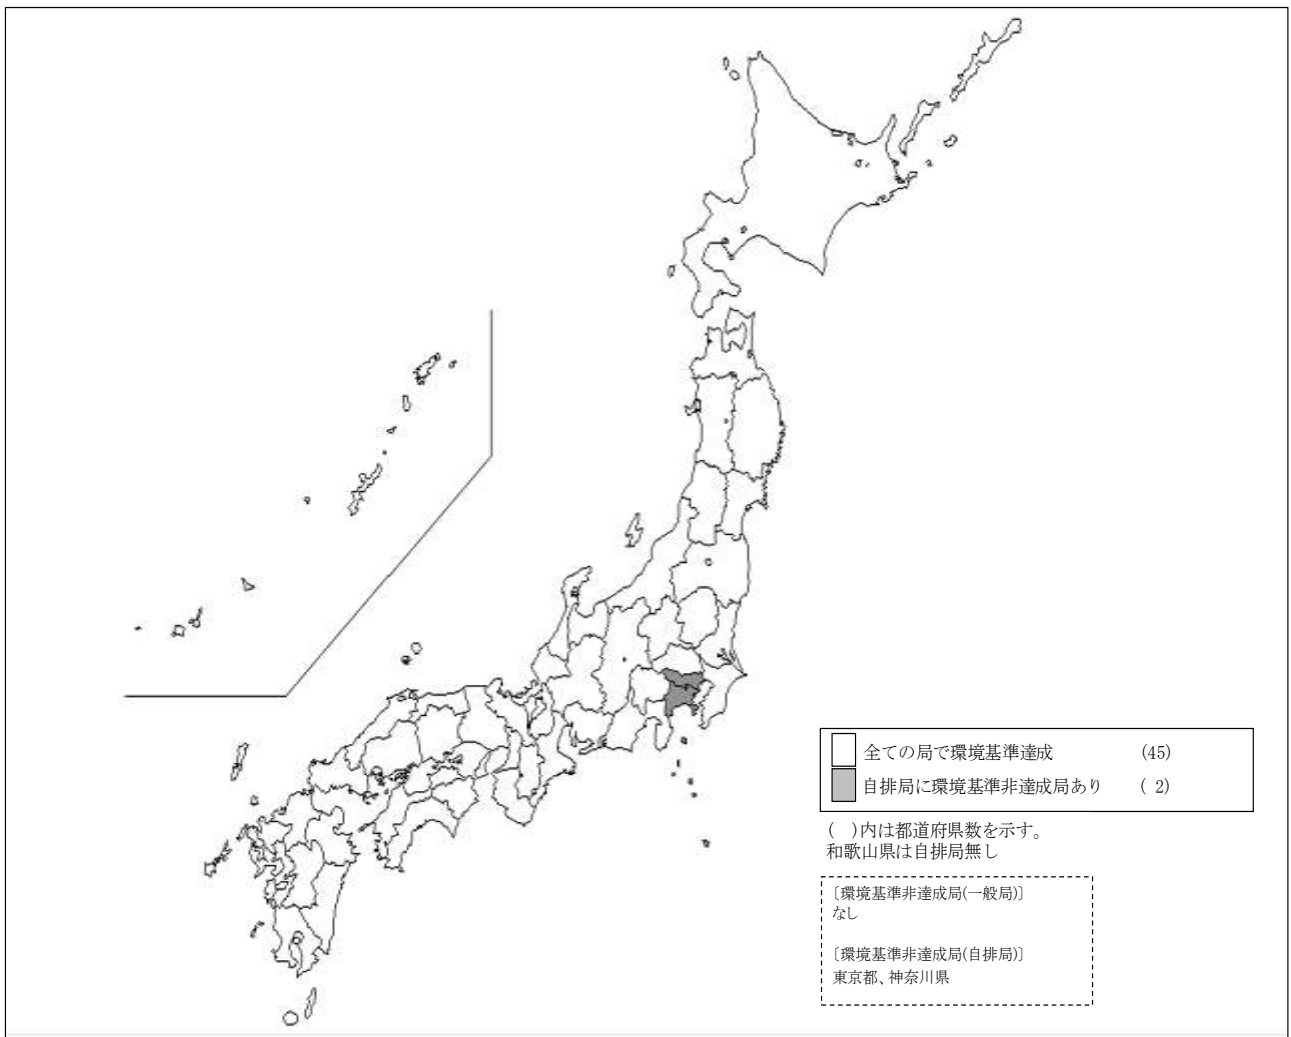 全ての局で環境基準達成 (45)
自排局に環境基準非達成局あり ( 2)
( )内は都道府県数を示す。
和歌山県は自排局無し
〔環境基準非達成局(一般局)〕
なし
〔環境基準非達成局(自排局)〕
東京都、神奈川県